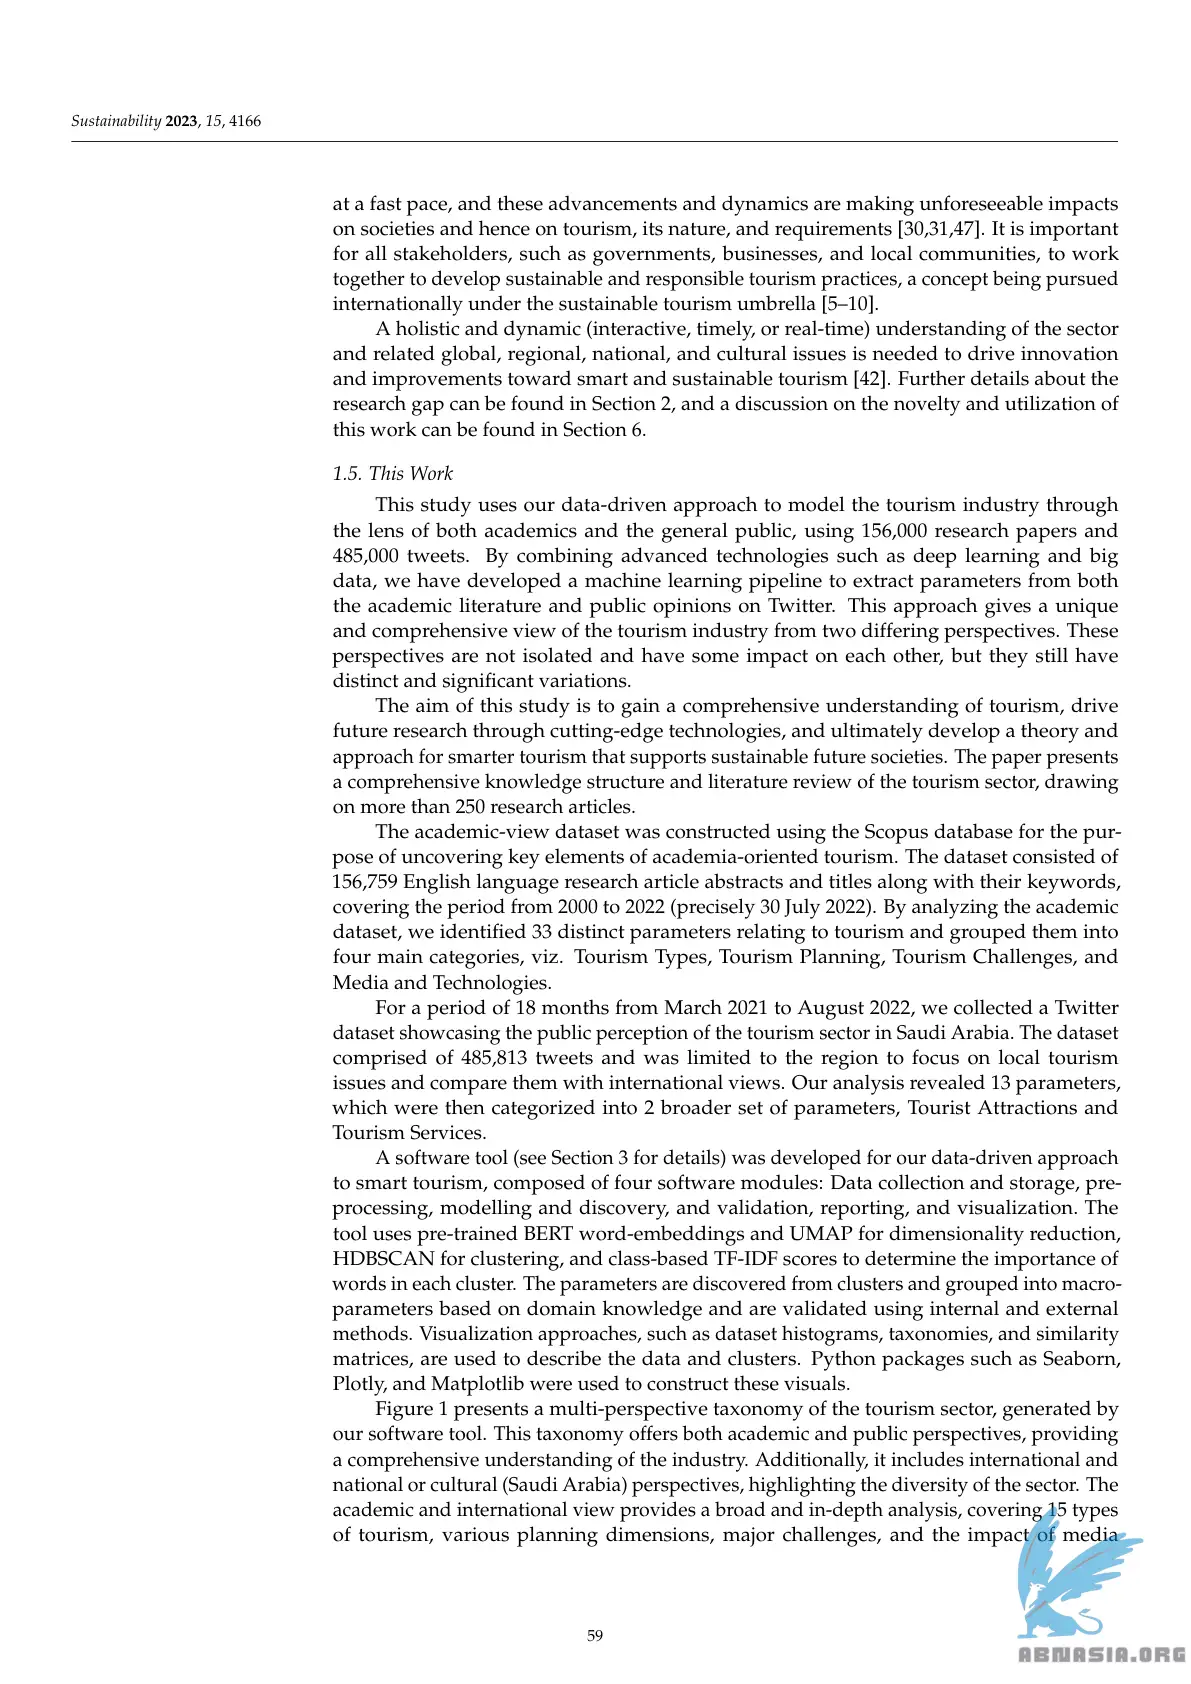 Sustainability 2023, 15, 4166
at a fast pace, and these advancements and dynamics are making unforeseeable impacts
on societies and hence on tourism, its nature, and requirements [30,31,47]. It is important
for all stakeholders, such as governments, businesses, and local communities, to work
together to develop sustainable and responsible tourism practices, a concept being pursued
internationally under the sustainable tourism umbrella [5–10].
A holistic and dynamic (interactive, timely, or real-time) understanding of the sector
and related global, regional, national, and cultural issues is needed to drive innovation
and improvements toward smart and sustainable tourism [42]. Further details about the
research gap can be found in Section 2, and a discussion on the novelty and utilization of
this work can be found in Section 6.
1.5. This Work
This study uses our data-driven approach to model the tourism industry through
the lens of both academics and the general public, using 156,000 research papers and
485,000 tweets. By combining advanced technologies such as deep learning and big
data, we have developed a machine learning pipeline to extract parameters from both
the academic literature and public opinions on Twitter. This approach gives a unique
and comprehensive view of the tourism industry from two differing perspectives. These
perspectives are not isolated and have some impact on each other, but they still have
distinct and significant variations.
The aim of this study is to gain a comprehensive understanding of tourism, drive
future research through cutting-edge technologies, and ultimately develop a theory and
approach for smarter tourism that supports sustainable future societies. The paper presents
a comprehensive knowledge structure and literature review of the tourism sector, drawing
on more than 250 research articles.
The academic-view dataset was constructed using the Scopus database for the pur-
pose of uncovering key elements of academia-oriented tourism. The dataset consisted of
156,759 English language research article abstracts and titles along with their keywords,
covering the period from 2000 to 2022 (precisely 30 July 2022). By analyzing the academic
dataset, we identified 33 distinct parameters relating to tourism and grouped them into
four main categories, viz. Tourism Types, Tourism Planning, Tourism Challenges, and
Media and Technologies.
For a period of 18 months from March 2021 to August 2022, we collected a Twitter
dataset showcasing the public perception of the tourism sector in Saudi Arabia. The dataset
comprised of 485,813 tweets and was limited to the region to focus on local tourism
issues and compare them with international views. Our analysis revealed 13 parameters,
which were then categorized into 2 broader set of parameters, Tourist Attractions and
Tourism Services.
A software tool (see Section 3 for details) was developed for our data-driven approach
to smart tourism, composed of four software modules: Data collection and storage, pre-
processing, modelling and discovery, and validation, reporting, and visualization. The
tool uses pre-trained BERT word-embeddings and UMAP for dimensionality reduction,
HDBSCAN for clustering, and class-based TF-IDF scores to determine the importance of
words in each cluster. The parameters are discovered from clusters and grouped into macro-
parameters based on domain knowledge and are validated using internal and external
methods. Visualization approaches, such as dataset histograms, taxonomies, and similarity
matrices, are used to describe the data and clusters. Python packages such as Seaborn,
Plotly, and Matplotlib were used to construct these visuals.
Figure 1 presents a multi-perspective taxonomy of the tourism sector, generated by
our software tool. This taxonomy offers both academic and public perspectives, providing
a comprehensive understanding of the industry. Additionally, it includes international and
national or cultural (Saudi Arabia) perspectives, highlighting the diversity of the sector. The
academic and international view provides a broad and in-depth analysis, covering 15 types
of tourism, various planning dimensions, major challenges, and the impact of media
59
ABNASIA.ORG